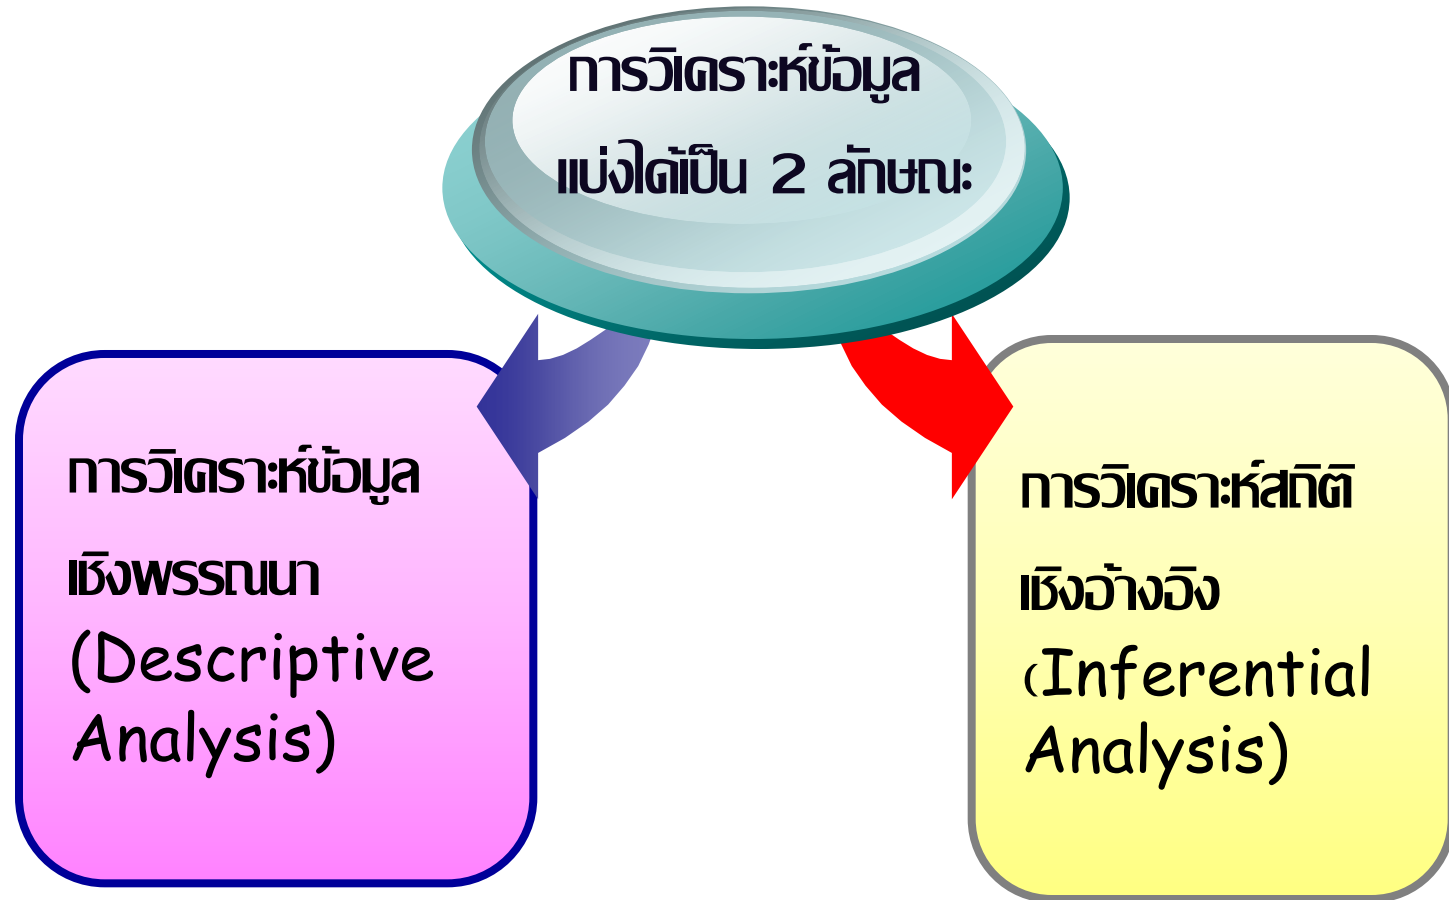 การวิเคราะห์ข้อมูล
แบ่งได้เป็น 2 ลักษณะ
การวิเคราะห์ข้อมูล
เชิงพรรณนา
(Descriptive
Analysis)
การวิเคราะห์สถิติ
เชิงอ้างอิง
(Inferential
Analysis)